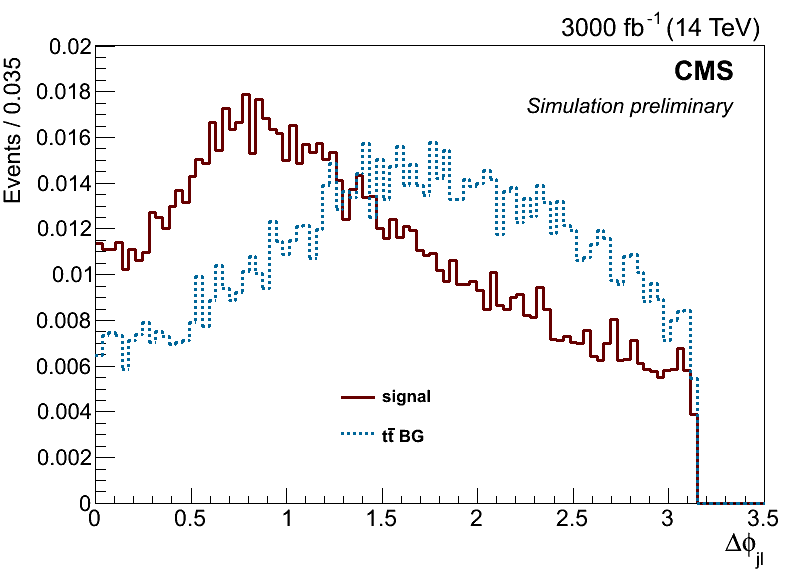 3000 fb⁻¹ (14 TeV)
CMS
Simulation preliminary
Events / 0.035
0.02
0.018
0.016
0.014
0.012
0.01
0.008
0.006
0.004
0.002
0
signal
tt̅ BG
0 0.5 1 1.5 2 2.5 3 3.5
Δϕ_jl